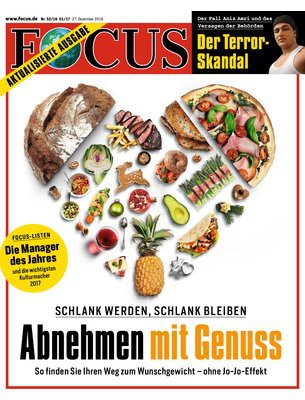 www.focus.de Nr. 52/16 01/17 27. Dezember 2016
FOCUS
AKTUALISIERTE AUSGABE
Der Fall Anis Amri und das
Versagen der Behörden
Der Terror-
Skandal
FOCUS-LISTEN
Die Manager
des Jahres
und die wichtigsten
Kulturmacher
2017
SCHLANK WERDEN, SCHLANK BLEIBEN
Abnehmen mit Genuss
So finden Sie Ihren Weg zum Wunschgewicht – ohne Jo-Jo-Effekt